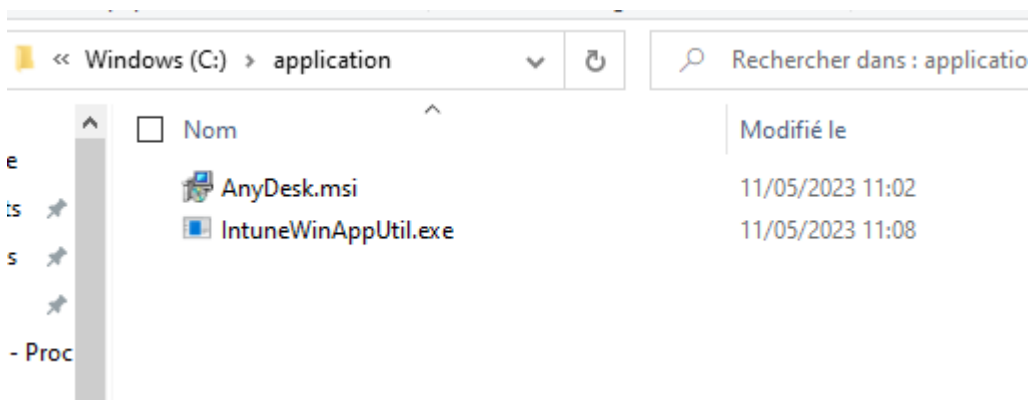 « Windows (C:) > application
Rechercher dans : applicatio
Nom Modifié le
e
AnyDesk.msi 11/05/2023 11:02
ts
IntuneWinAppUtil.exe 11/05/2023 11:08
s
- Proc